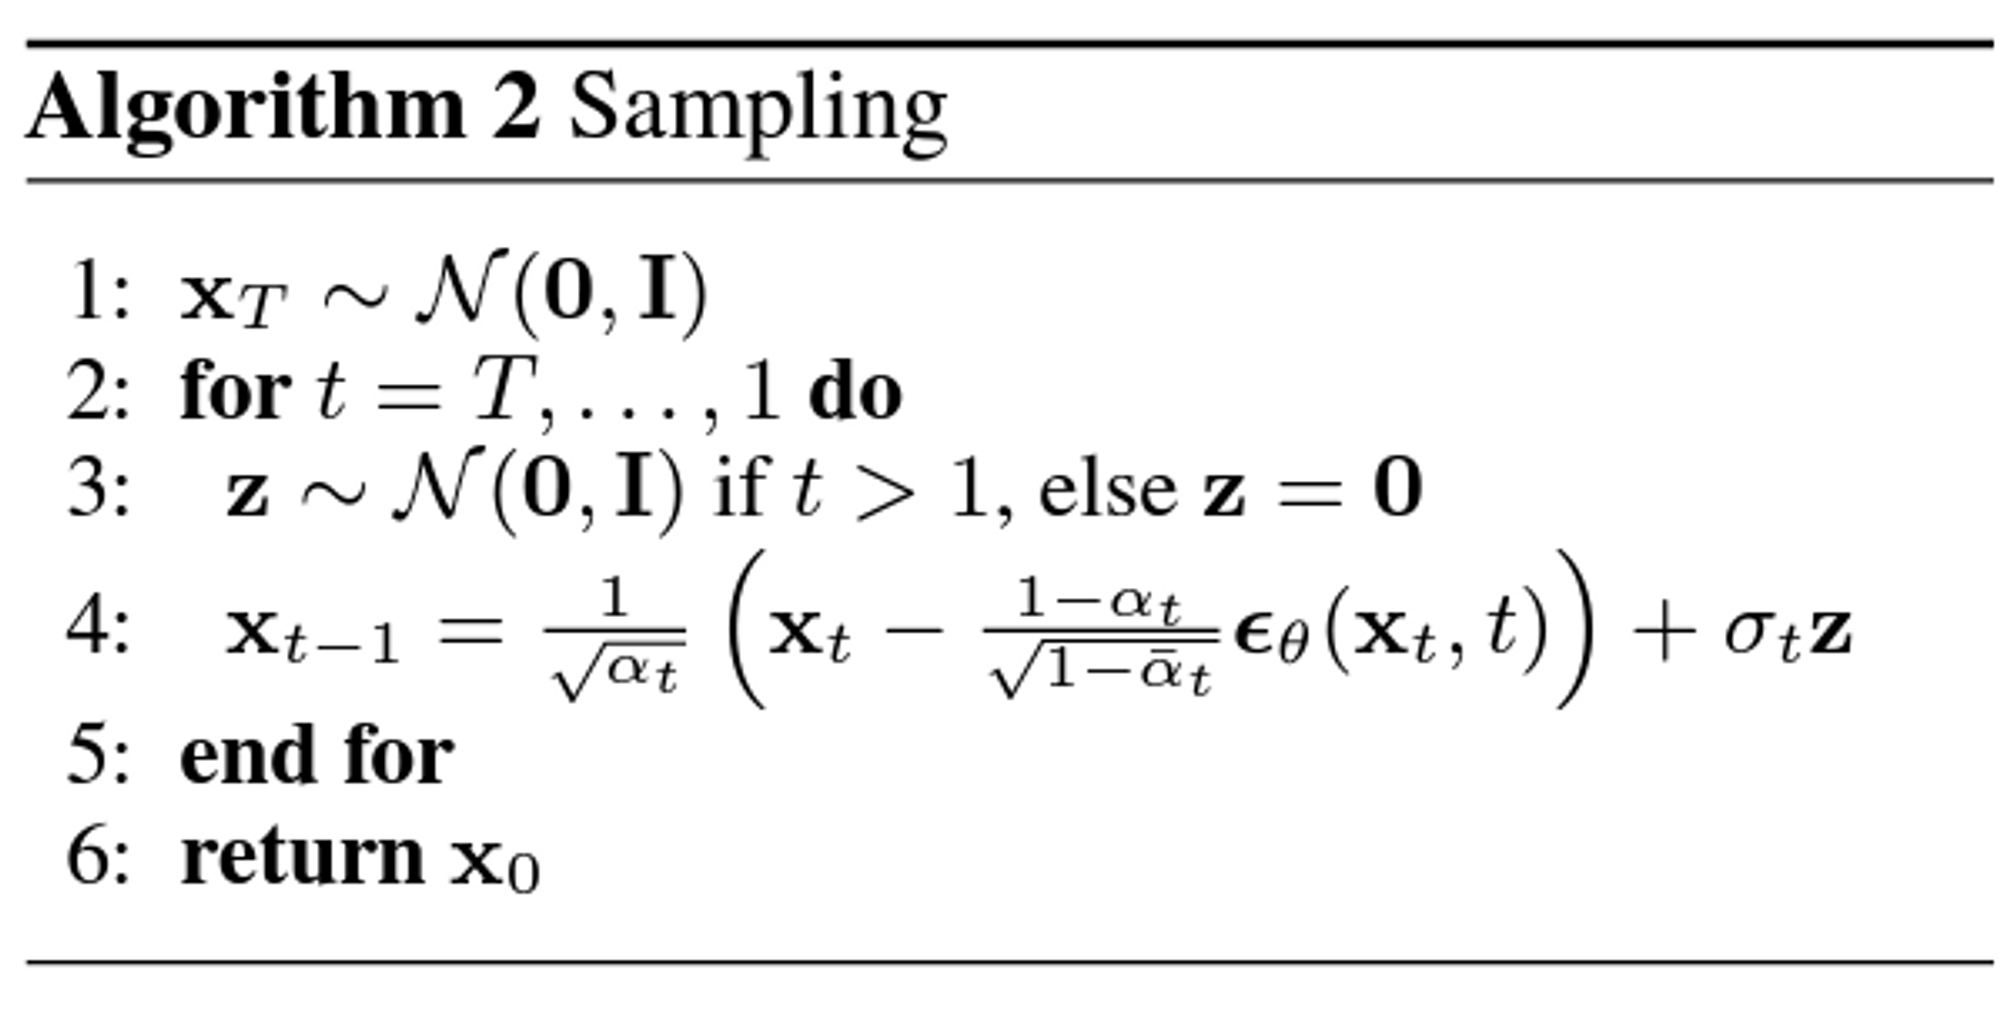 Algorithm 2 Sampling
1: $\mathbf{x}_T \sim \mathcal{N}(\mathbf{0}, \mathbf{I})$
2: for $t = T, \ldots, 1$ do
3: $\mathbf{z} \sim \mathcal{N}(\mathbf{0}, \mathbf{I})$ if $t > 1$, else $\mathbf{z} = \mathbf{0}$
4: $\mathbf{x}_{t-1} = \frac{1}{\sqrt{\alpha_t}} \left( \mathbf{x}_t - \frac{1-\alpha_t}{\sqrt{1-\bar{\alpha}_t}} \boldsymbol{\epsilon}_\theta(\mathbf{x}_t, t) \right) + \sigma_t \mathbf{z}$
5: end for
6: return $\mathbf{x}_0$